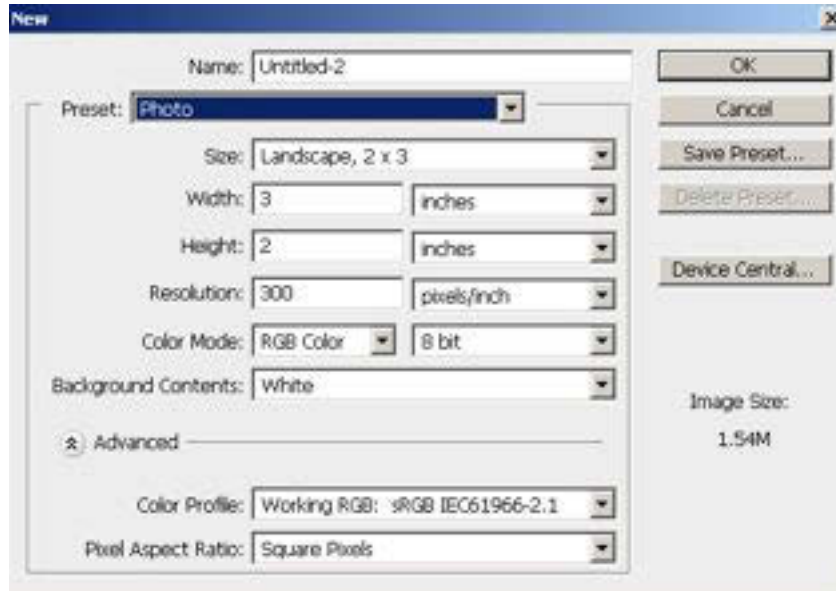 New
Name: Untitled-2
OK
Preset: Photo
Cancel
Size: Landscape, 2 x 3
Save Preset...
Width: 3 inches
Delete Preset...
Height: 2 inches
Device Central...
Resolution: 300 pixels/inch
Color Mode: RGB Color 8 bit
Background Contents: White
Image Size:
1.54M
Advanced
Color Profile: Working RGB: sRGB IEC61966-2.1
Pixel Aspect Ratio: Square Pixels